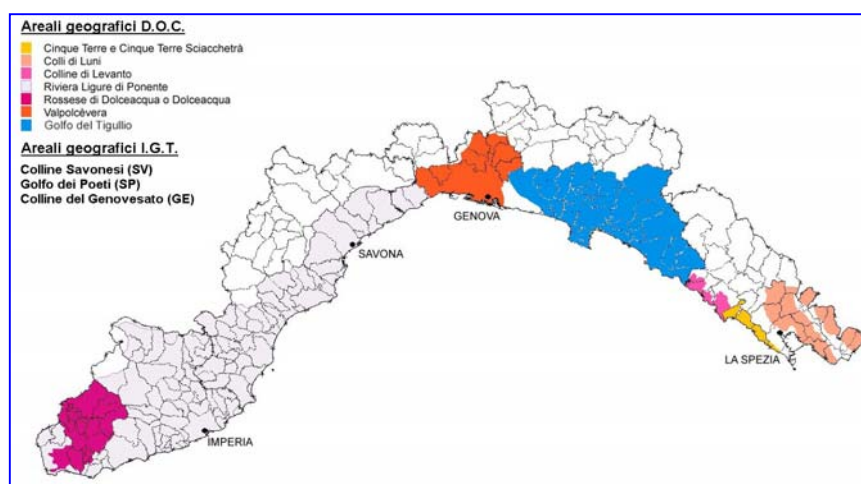 Areali geografici D.O.C.
Cinque Terre e Cinque Terre Sciacchetrà
Colli di Luni
Colline di Levanto
Riviera Ligure di Ponente
Rossese di Dolceacqua o Dolceacqua
Valpolcèvera
Golfo del Tigullio
Areali geografici I.G.T.
Colline Savonesi (SV)
Golfo dei Poeti (SP)
Colline del Genovesato (GE)
GENOVA
SAVONA
LA SPEZIA
IMPERIA